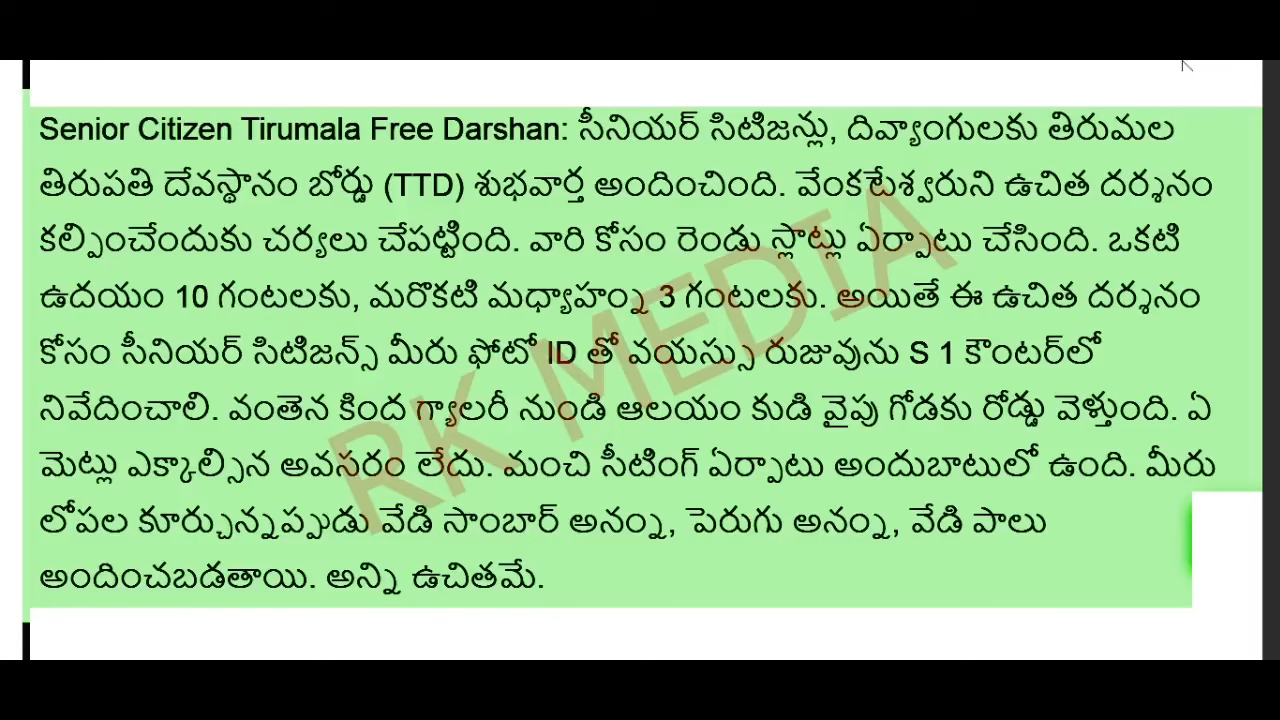 Senior Citizen Tirumala Free Darshan: సీనియర్ సిటిజన్లు, దివ్యాంగులకు తిరుమల
తిరుపతి దేవస్థానం బోర్డు (TTD) శుభవార్త అందించింది. వేంకటేశ్వరుని ఉచిత దర్శనం
కల్పించేందుకు చర్యలు చేపట్టింది. వారి కోసం రెండు స్లాట్లు ఏర్పాటు చేసింది. ఒకటి
ఉదయం 10 గంటలకు, మరొకటి మధ్యాహ్నం 3 గంటలకు. అయితే ఈ ఉచిత దర్శనం
కోసం సీనియర్ సిటిజన్స్ మీరు ఫోటో ID తో వయస్సు రుజువును S 1 కౌంటర్‌లో
నివేదించాలి. వంతెన కింద గ్యాలరీ నుండి ఆలయం కుడి వైపు గోడకు రోడ్డు వెళ్తుంది. ఏ
మెట్లు ఎక్కాల్సిన అవసరం లేదు. మంచి సీటింగ్ ఏర్పాటు అందుబాటులో ఉంది. మీరు
లోపల కూర్చున్నప్పుడు వేడి సాంబార్ అన్నం, పెరుగు అన్నం, వేడి పాలు
అందించబడతాయి. అన్ని ఉచితమే.
RK MEDIA